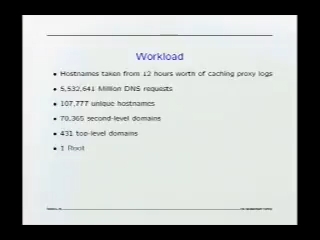 Workload
Hostnames taken from 12 hours worth of caching proxy logs
5,532,641 Million DNS requests
107,777 unique hostnames
70,365 second-level domains
431 top-level domains
1 Root